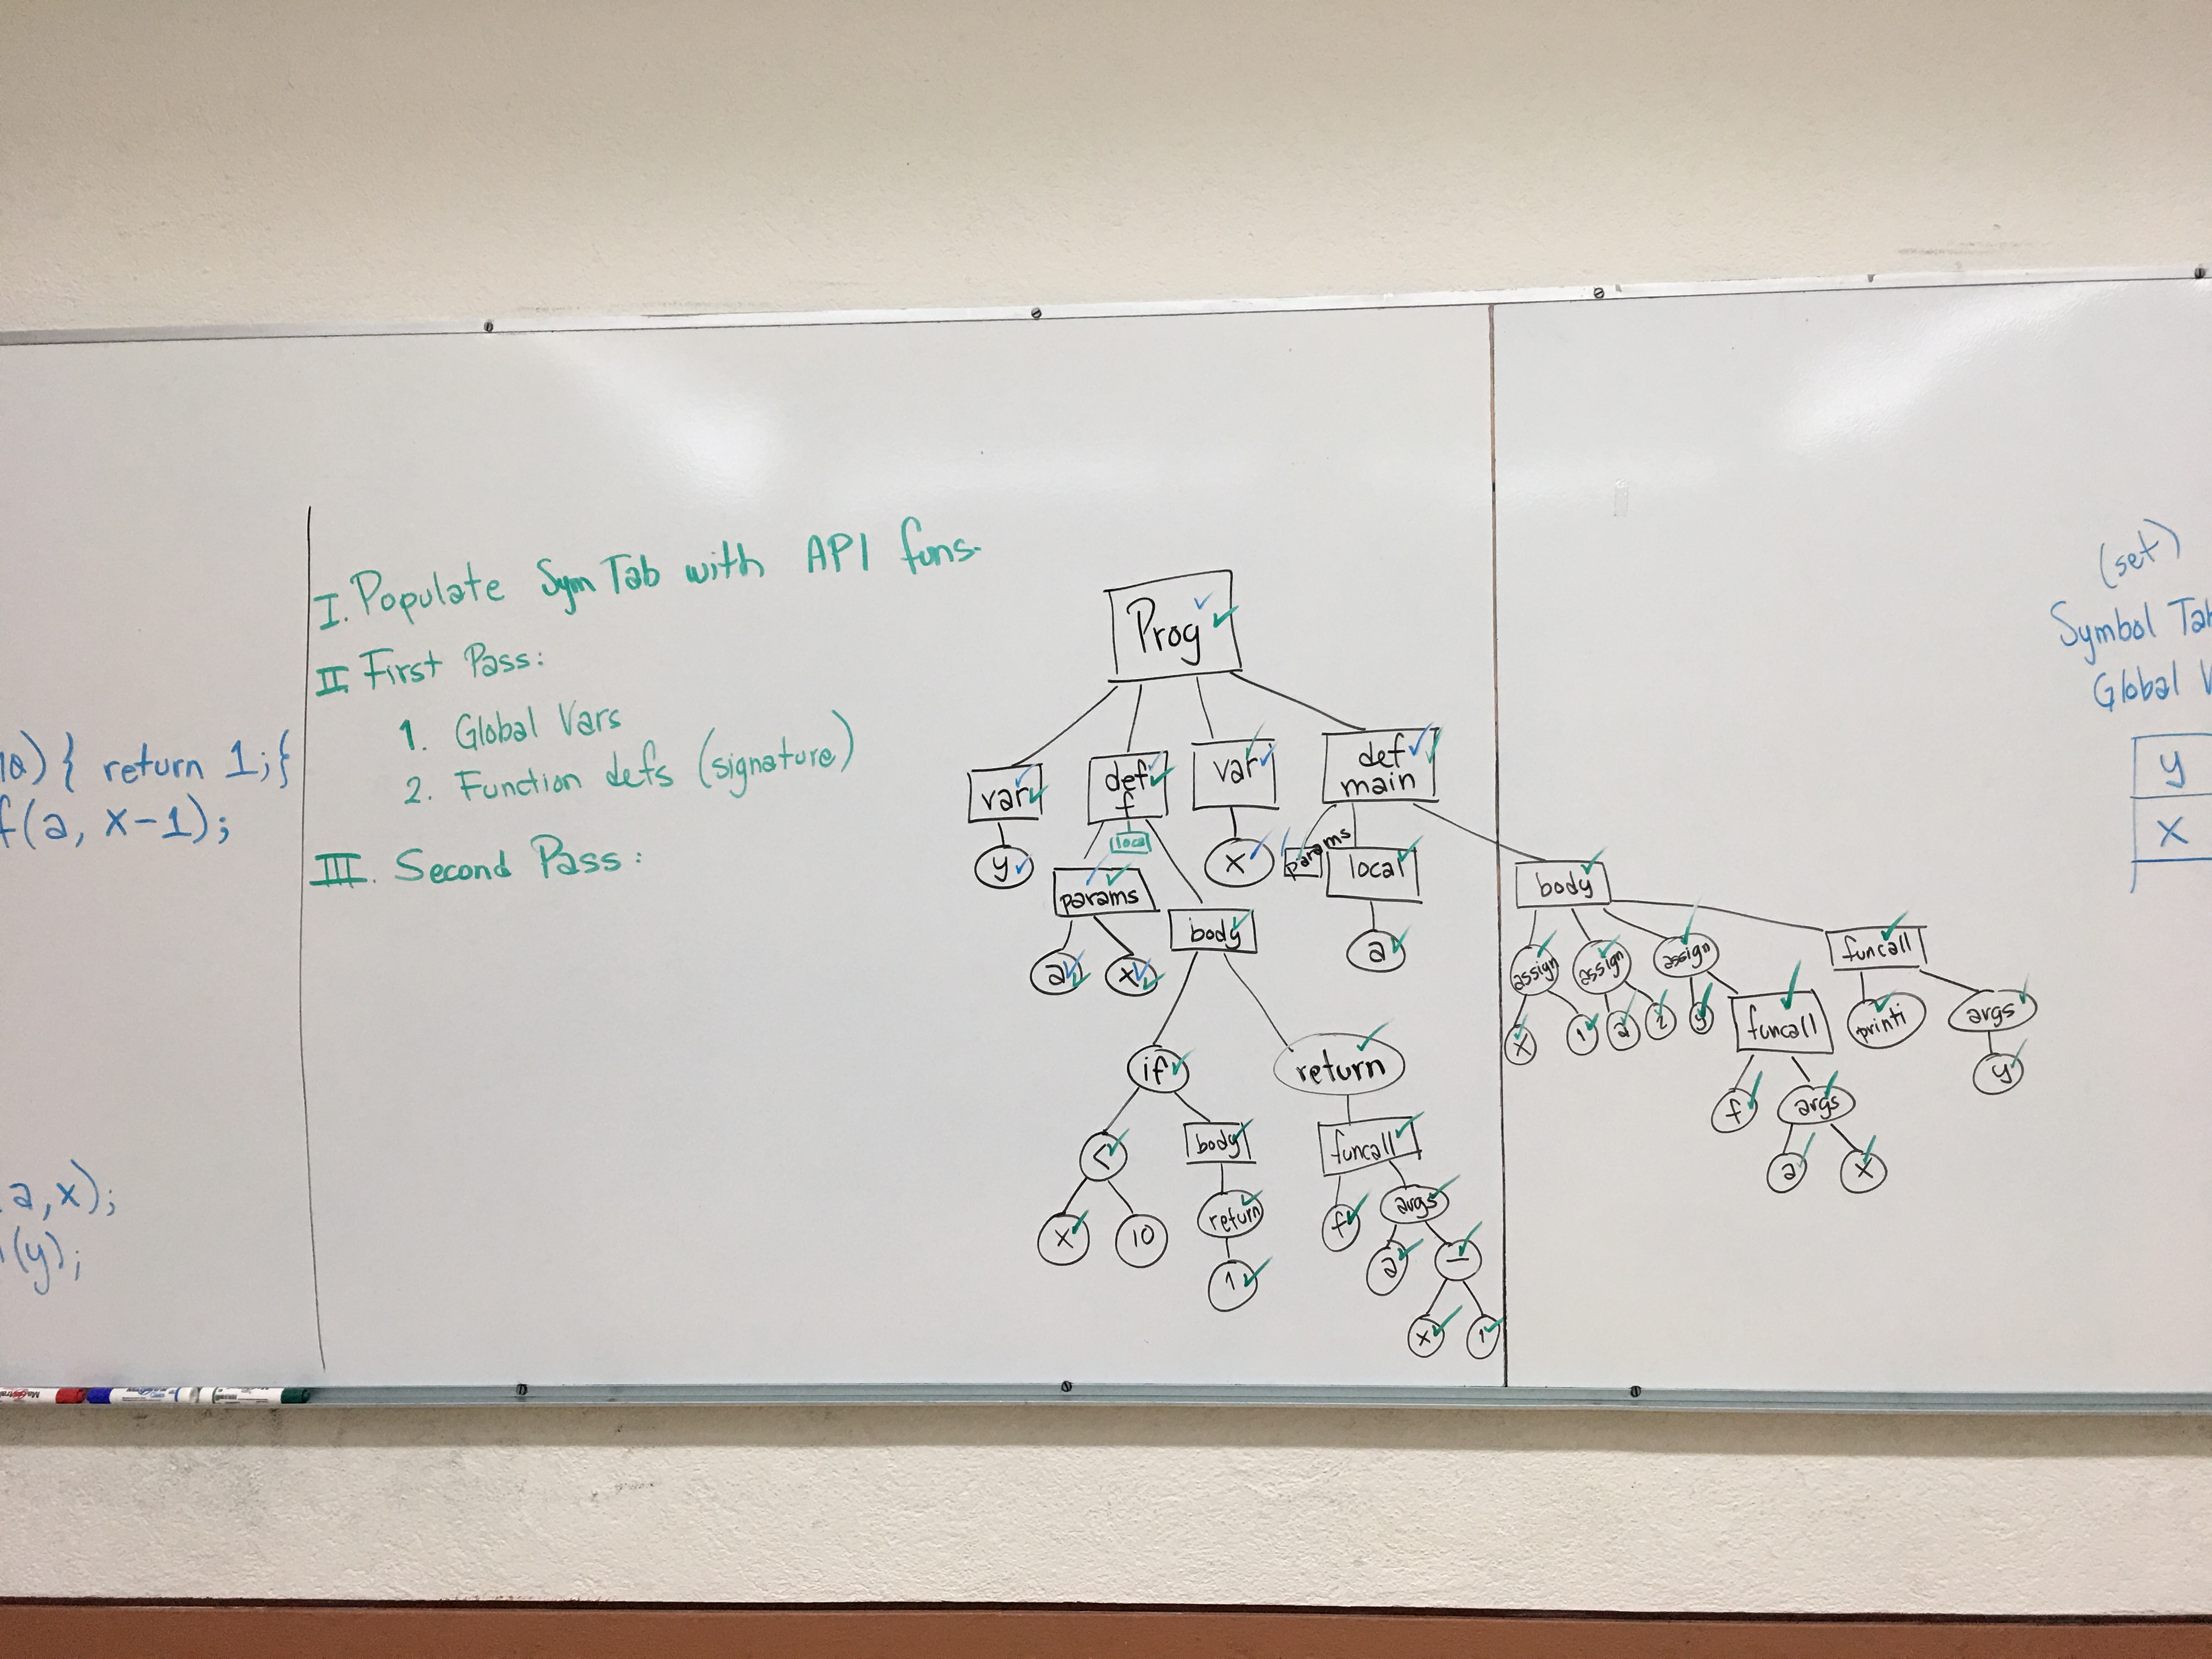 10) { return 1; }
f(a, x-1);
a, x);
(y);
I. Populate Sym Tab with API funs.
II. First Pass:
1. Global Vars
2. Function defs (signature)
III. Second Pass:
Prog
var
def f
var
def main
y
local
x
params
local
params
body
a
body
a
x
assign
assign
assign
funcall
x
1
2
y
funcall
printi
args
y
f
args
a
x
if
return
<
body
funcall
x
10
return
f
args
1
a
-
x
1
(set)
Symbol Tab
Global V
y
x